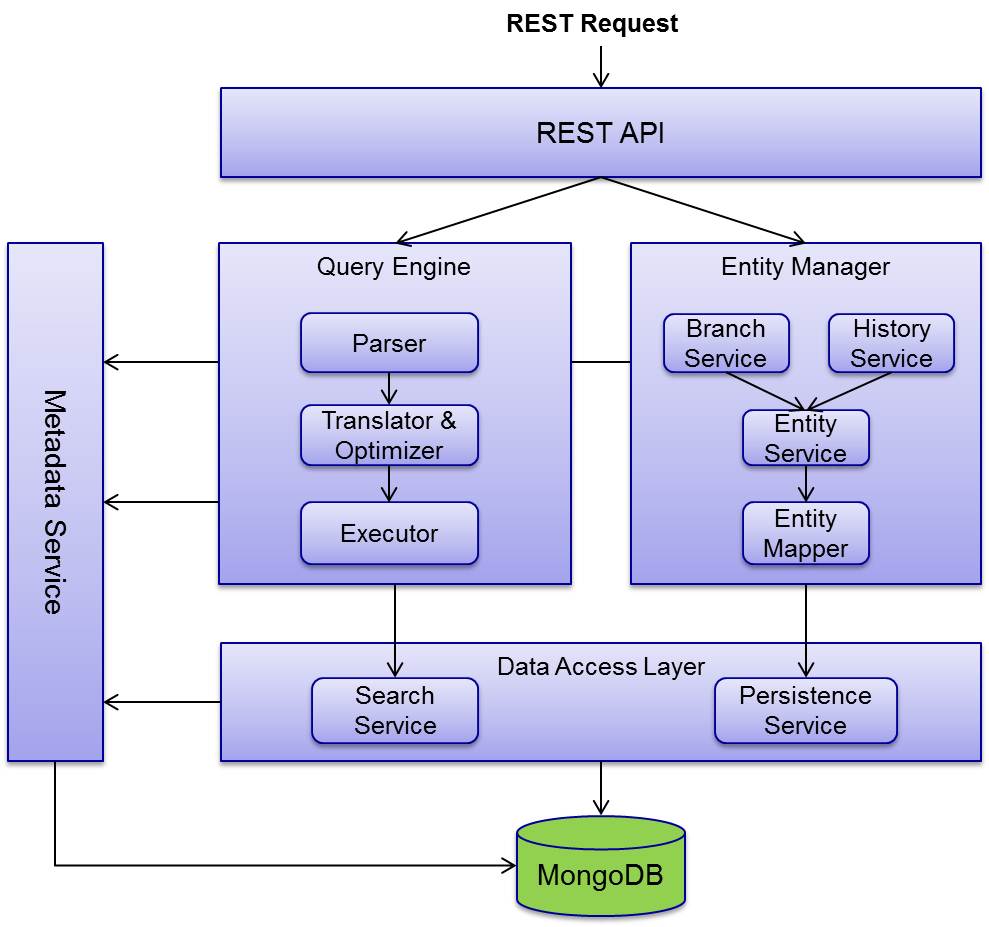 REST Request
REST API
Query Engine
Parser
Translator &
Optimizer
Executor
Entity Manager
Branch
Service
History
Service
Entity
Service
Entity
Mapper
Metadata Service
Data Access Layer
Search
Service
Persistence
Service
MongoDB